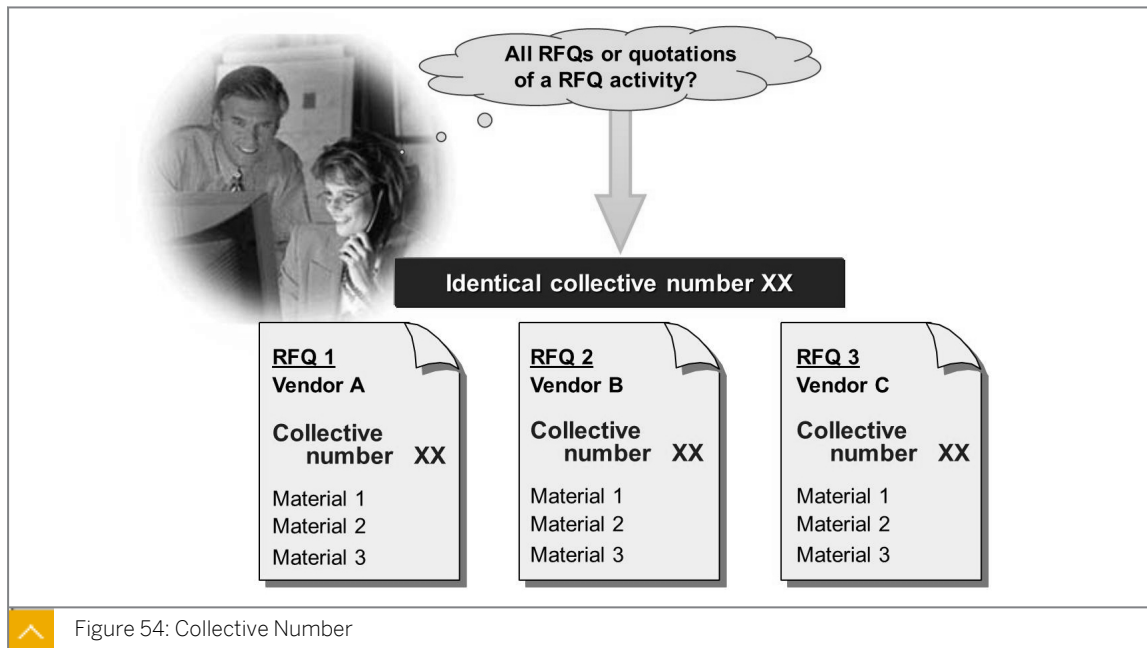 All RFQs or quotations
of a RFQ activity?
Identical collective number XX
RFQ 1
Vendor A
Collective
number XX
Material 1
Material 2
Material 3
RFQ 2
Vendor B
Collective
number XX
Material 1
Material 2
Material 3
RFQ 3
Vendor C
Collective
number XX
Material 1
Material 2
Material 3
Figure 54: Collective Number